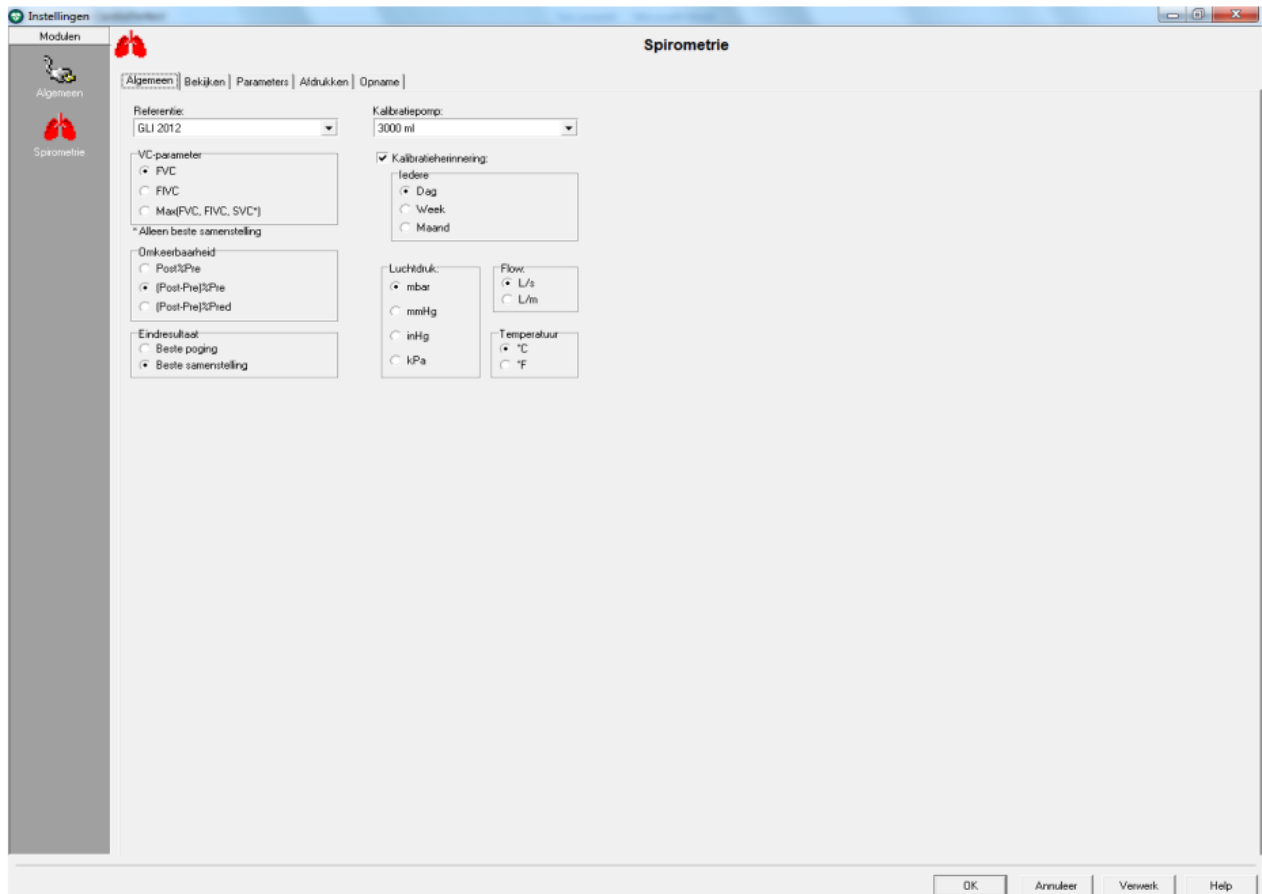 Instellingen
Modulen
Algemeen
Spirometrie
Spirometrie
Algemeen Bekijken Parameters Afdrukken Opname
Referentie:
GLI 2012
VC-parameter
FVC
FIVC
Max(FVC, FIVC, SVC*)
* Alleen beste samenstelling
Omkeerbaarheid
Post%Pre
(Post-Pre)%Pre
(Post-Pre)%Pred
Eindresultaat
Beste poging
Beste samenstelling
Kalibratiepomp:
3000 ml
Kalibratieherinnering:
Iedere
Dag
Week
Maand
Luchtdruk:
mbar
mmHg
inHg
kPa
Flow:
L/s
L/m
Temperatuur
°C
°F
OK Annuleer Verwerk Help